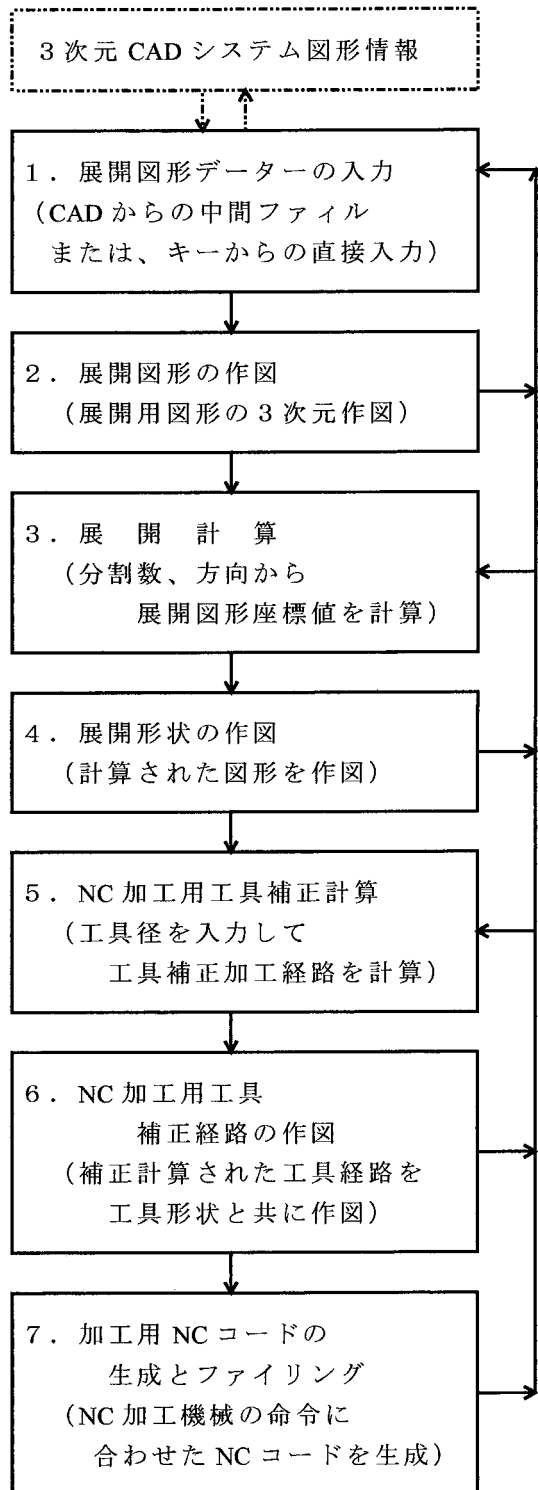 3次元CADシステム図形情報
1．展開図形データーの入力
（CADからの中間ファイル
または、キーからの直接入力）
2．展開図形の作図
（展開用図形の3次元作図）
3．展　開　計　算
（分割数、方向から
展開図形座標値を計算）
4．展開形状の作図
（計算された図形を作図）
5．NC加工用工具補正計算
（工具径を入力して
工具補正加工経路を計算）
6．NC加工用工具
補正経路の作図
（補正計算された工具経路を
工具形状と共に作図）
7．加工用NCコードの
生成とファイリング
（NC加工機械の命令に
合わせたNCコードを生成）